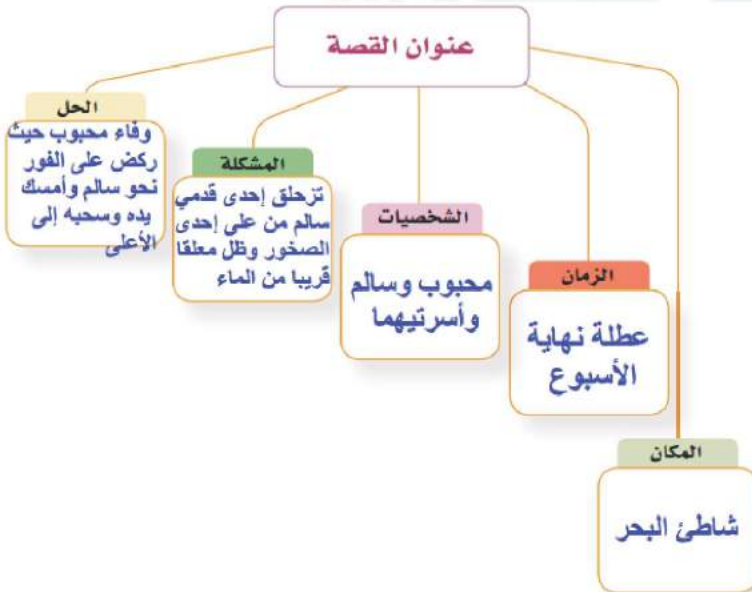 عنوان القصة
الحل
وفاء محبوب حيث
ركض على الفور
نحو سالم وأمسك
يده وسحبه إلى
الأعلى
المشكلة
تزحلق إحدى قدمي
سالم من على إحدى
الصخور وظل معلقا
قريبا من الماء
الشخصيات
محبوب وسالم
وأسرتيهما
الزمان
عطلة نهاية
الأسبوع
المكان
شاطئ البحر